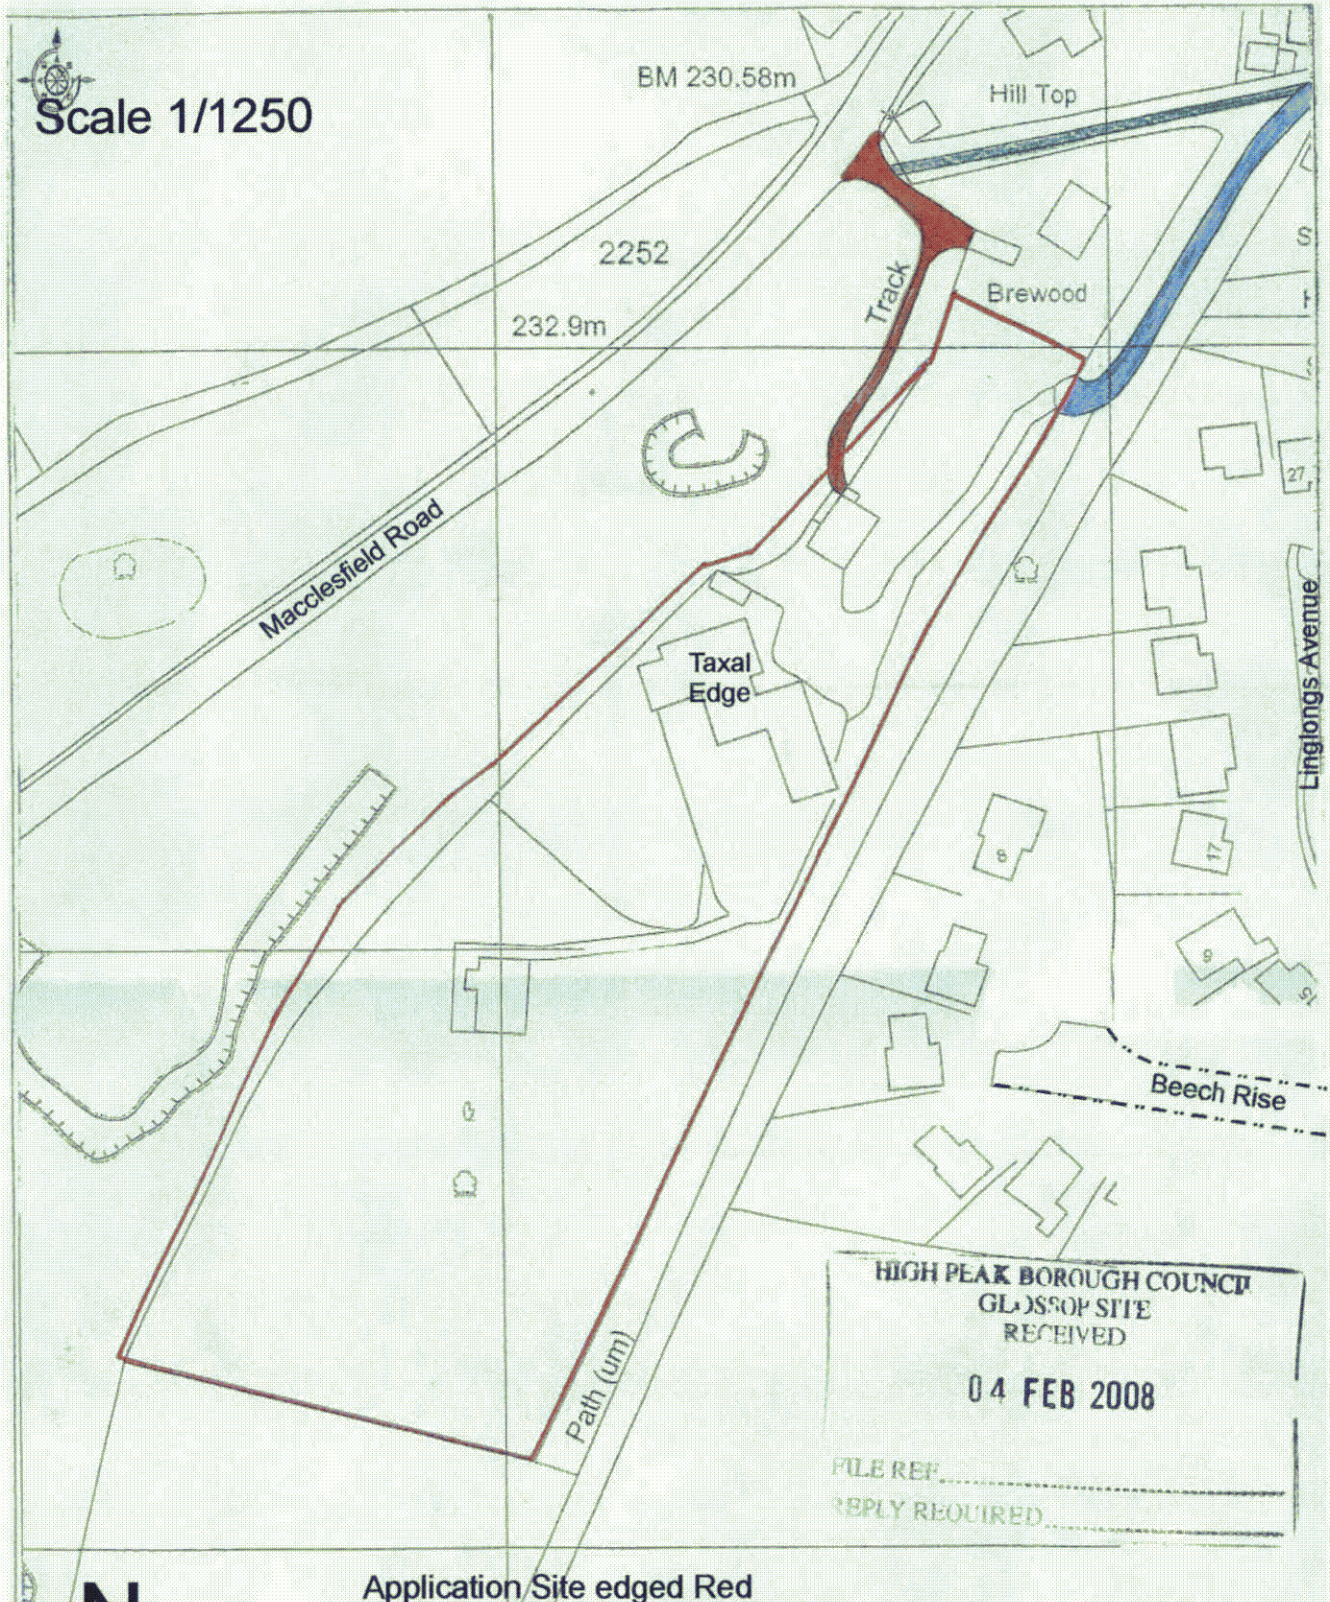 BM 230.58m
Hill Top
Scale 1/1250
2252
232.9m
Track
Brewood
27
Macclesfield Road
Linglongs Avenue
Taxal
Edge
8
17
9
15
Beech Rise
Path (um)
HIGH PEAK BOROUGH COUNCIL
GLOSSOP SITE
RECEIVED
04 FEB 2008
FILE REF
REPLY REQUIRED
N
Application Site edged Red